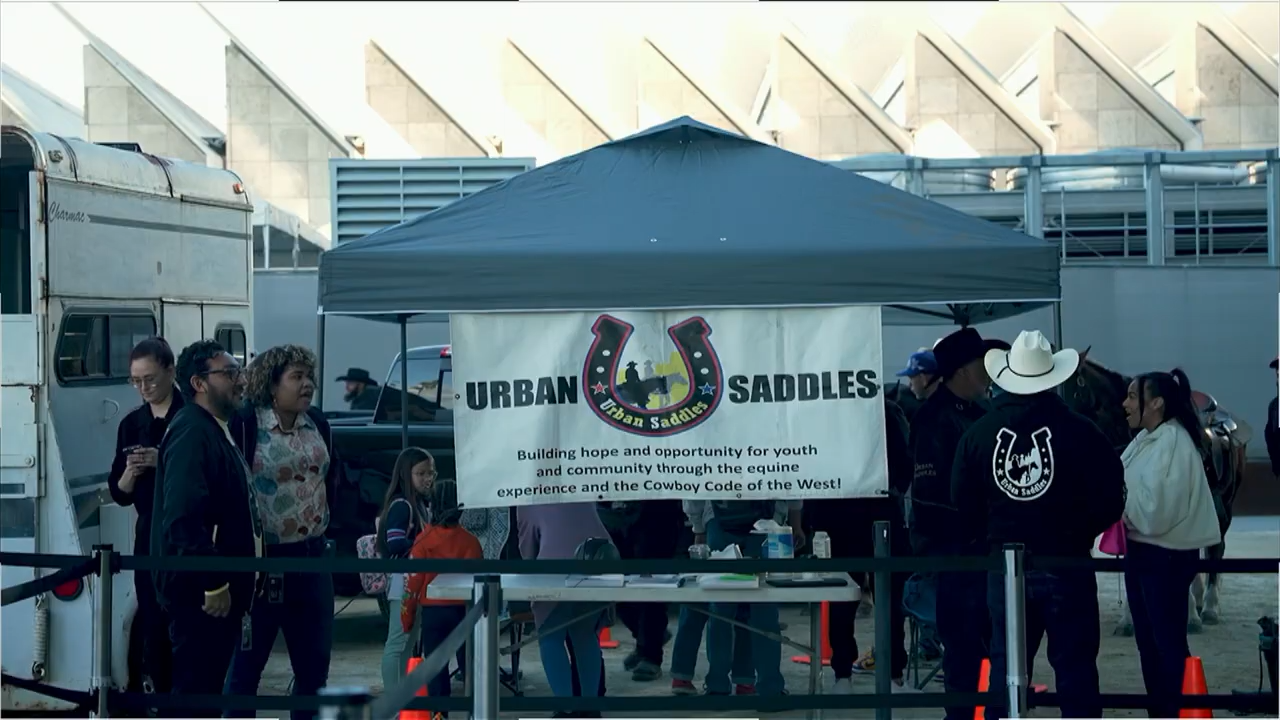 Charmac
URBAN SADDLES
Urban Saddles
Building hope and opportunity for youth
and community through the equine
experience and the Cowboy Code of the West!
Urban Saddles